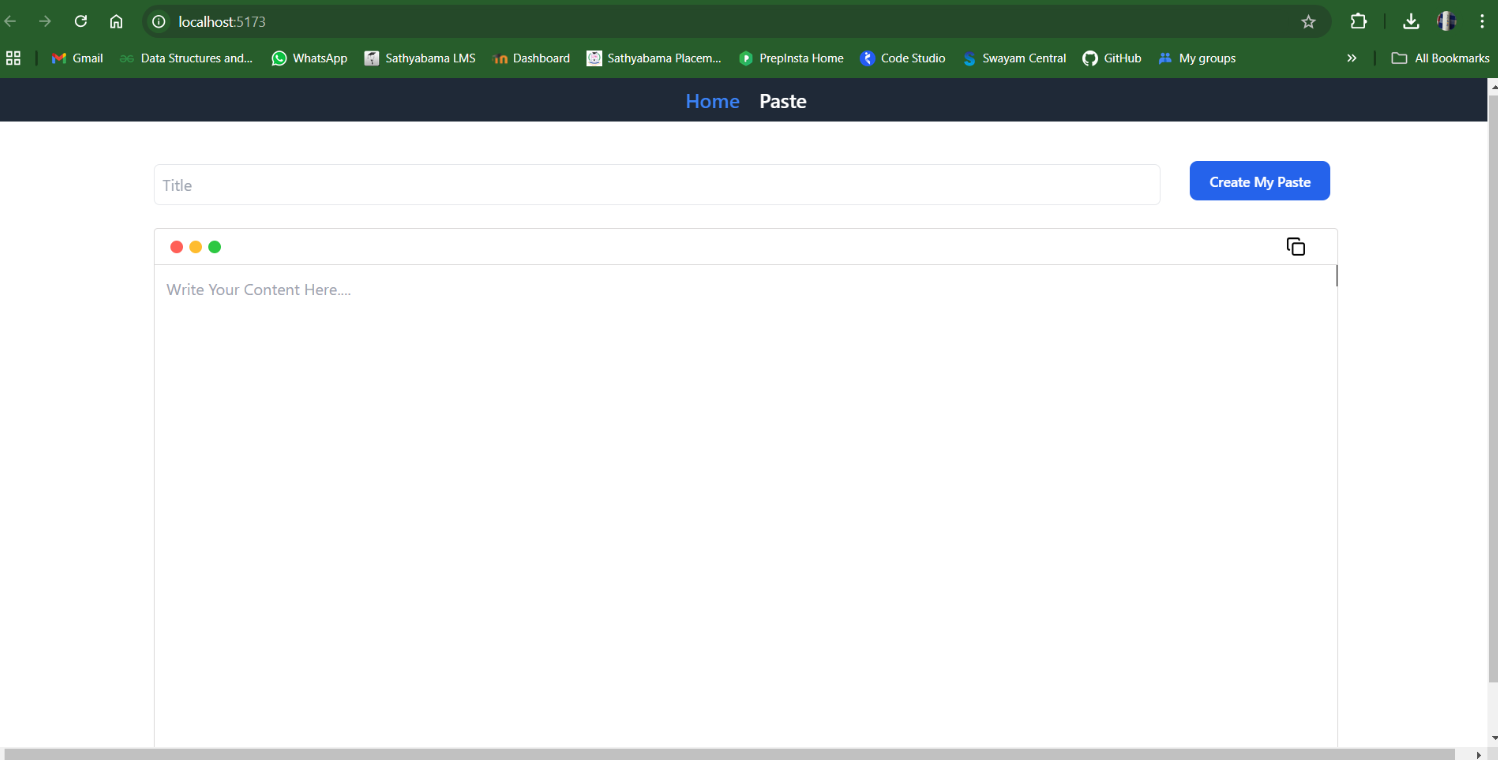 localhost:5173
Gmail Data Structures and... WhatsApp Sathyabama LMS Dashboard Sathyabama Placem... PrepInsta Home Code Studio Swayam Central GitHub My groups » All Bookmarks
Home Paste
Title Create My Paste
Write Your Content Here....